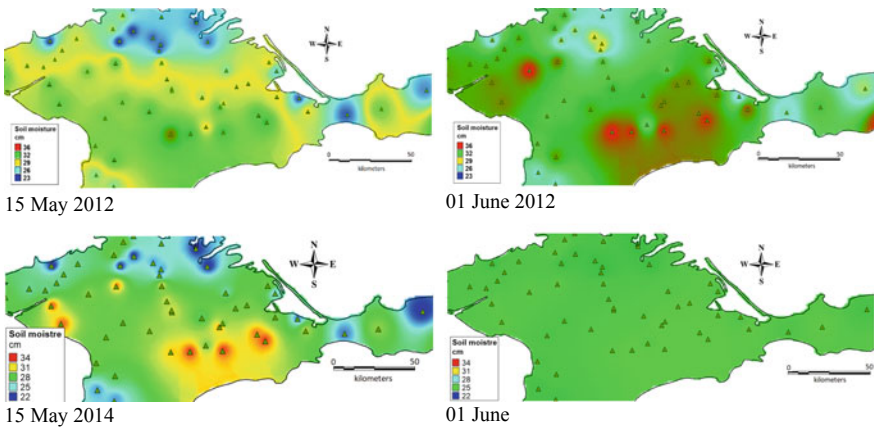 N
W E
S
Soil moisture
cm
36
32
29
26
23
0 50
kilometers
15 May 2012
N
W E
S
Soil moisture
cm
36
32
29
26
23
0 50
kilometers
01 June 2012
N
W E
S
Soil moistre
cm
34
31
28
25
22
0 50
kilometers
15 May 2014
N
W E
S
Soil moistre
cm
34
31
28
25
22
0 50
kilometers
01 June